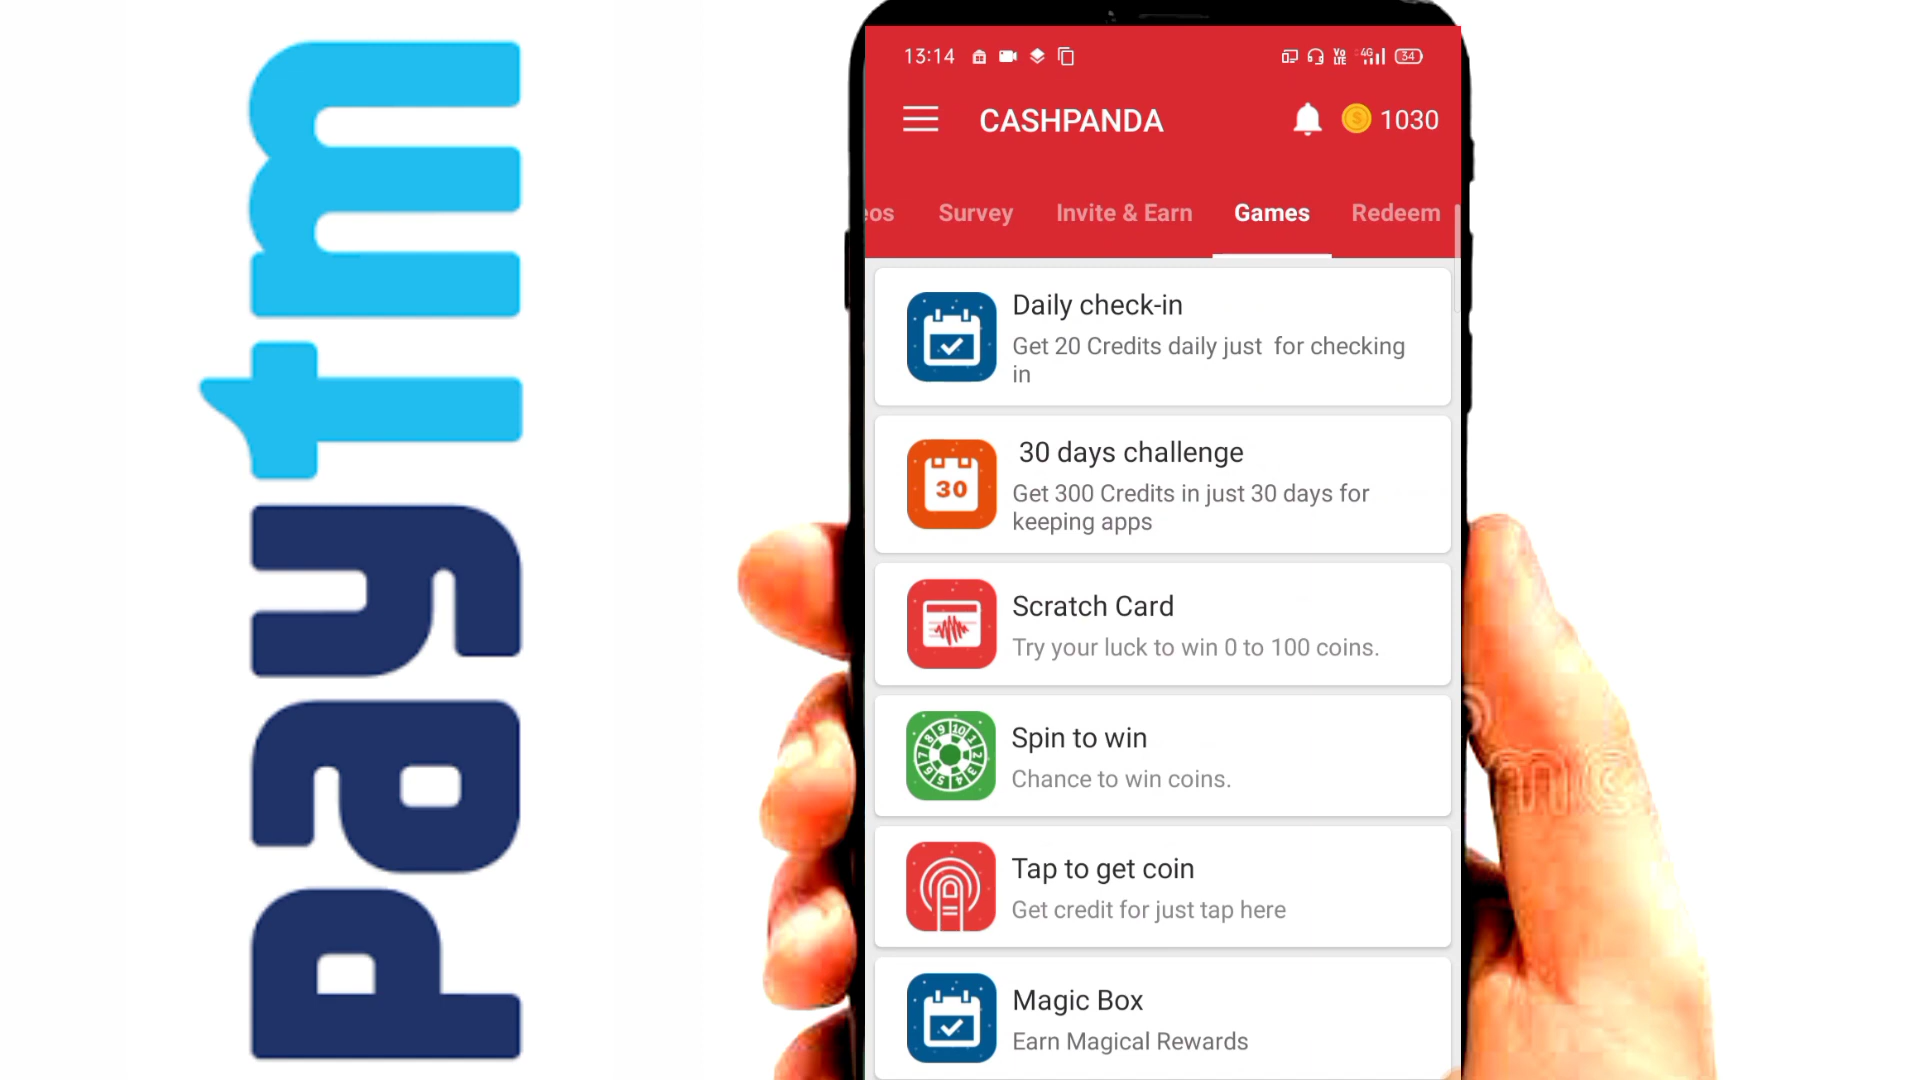 paytm
13:14
4G
34
CASHPANDA
1030
Survey
Invite & Earn
Games
Redeem
Daily check-in
Get 20 Credits daily just for checking
in
30
30 days challenge
Get 300 Credits in just 30 days for
keeping apps
Scratch Card
Try your luck to win 0 to 100 coins.
Spin to win
Chance to win coins.
Tap to get coin
Get credit for just tap here
Magic Box
Earn Magical Rewards